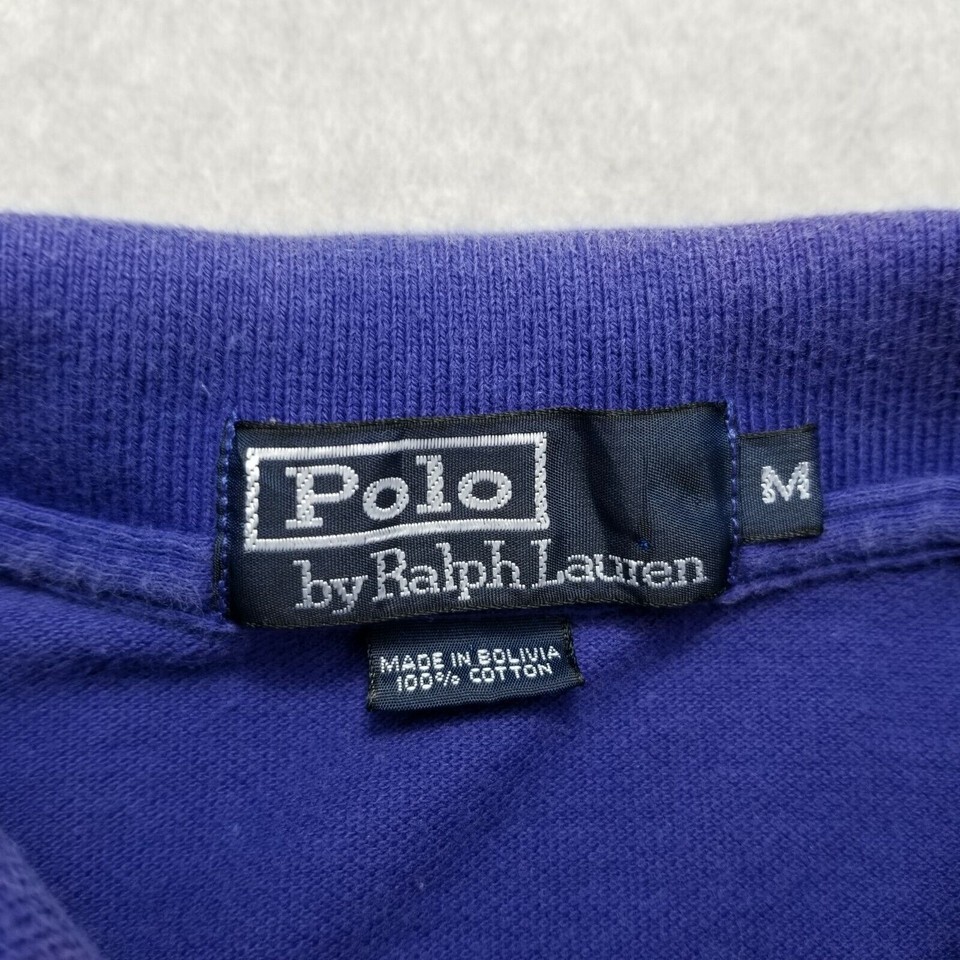 Polo
by Ralph Lauren
M
MADE IN BOLIVIA
100% COTTON